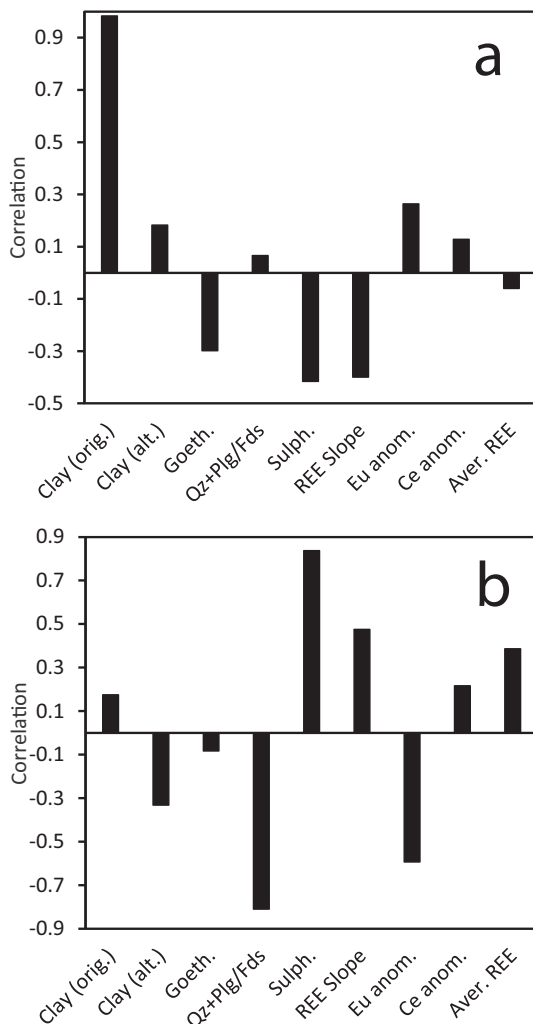 a
0.9
0.7
0.5
0.3
0.1
-0.1
-0.3
-0.5
Correlation
Clay (orig.)
Clay (alt.)
Goeth.
Qz+Plg/Fds
Sulph.
REE Slope
Eu anom.
Ce anom.
Aver. REE
b
0.9
0.7
0.5
0.3
0.1
-0.1
-0.3
-0.5
-0.7
-0.9
Correlation
Clay (orig.)
Clay (alt.)
Goeth.
Qz+Plg/Fds
Sulph.
REE Slope
Eu anom.
Ce anom.
Aver. REE